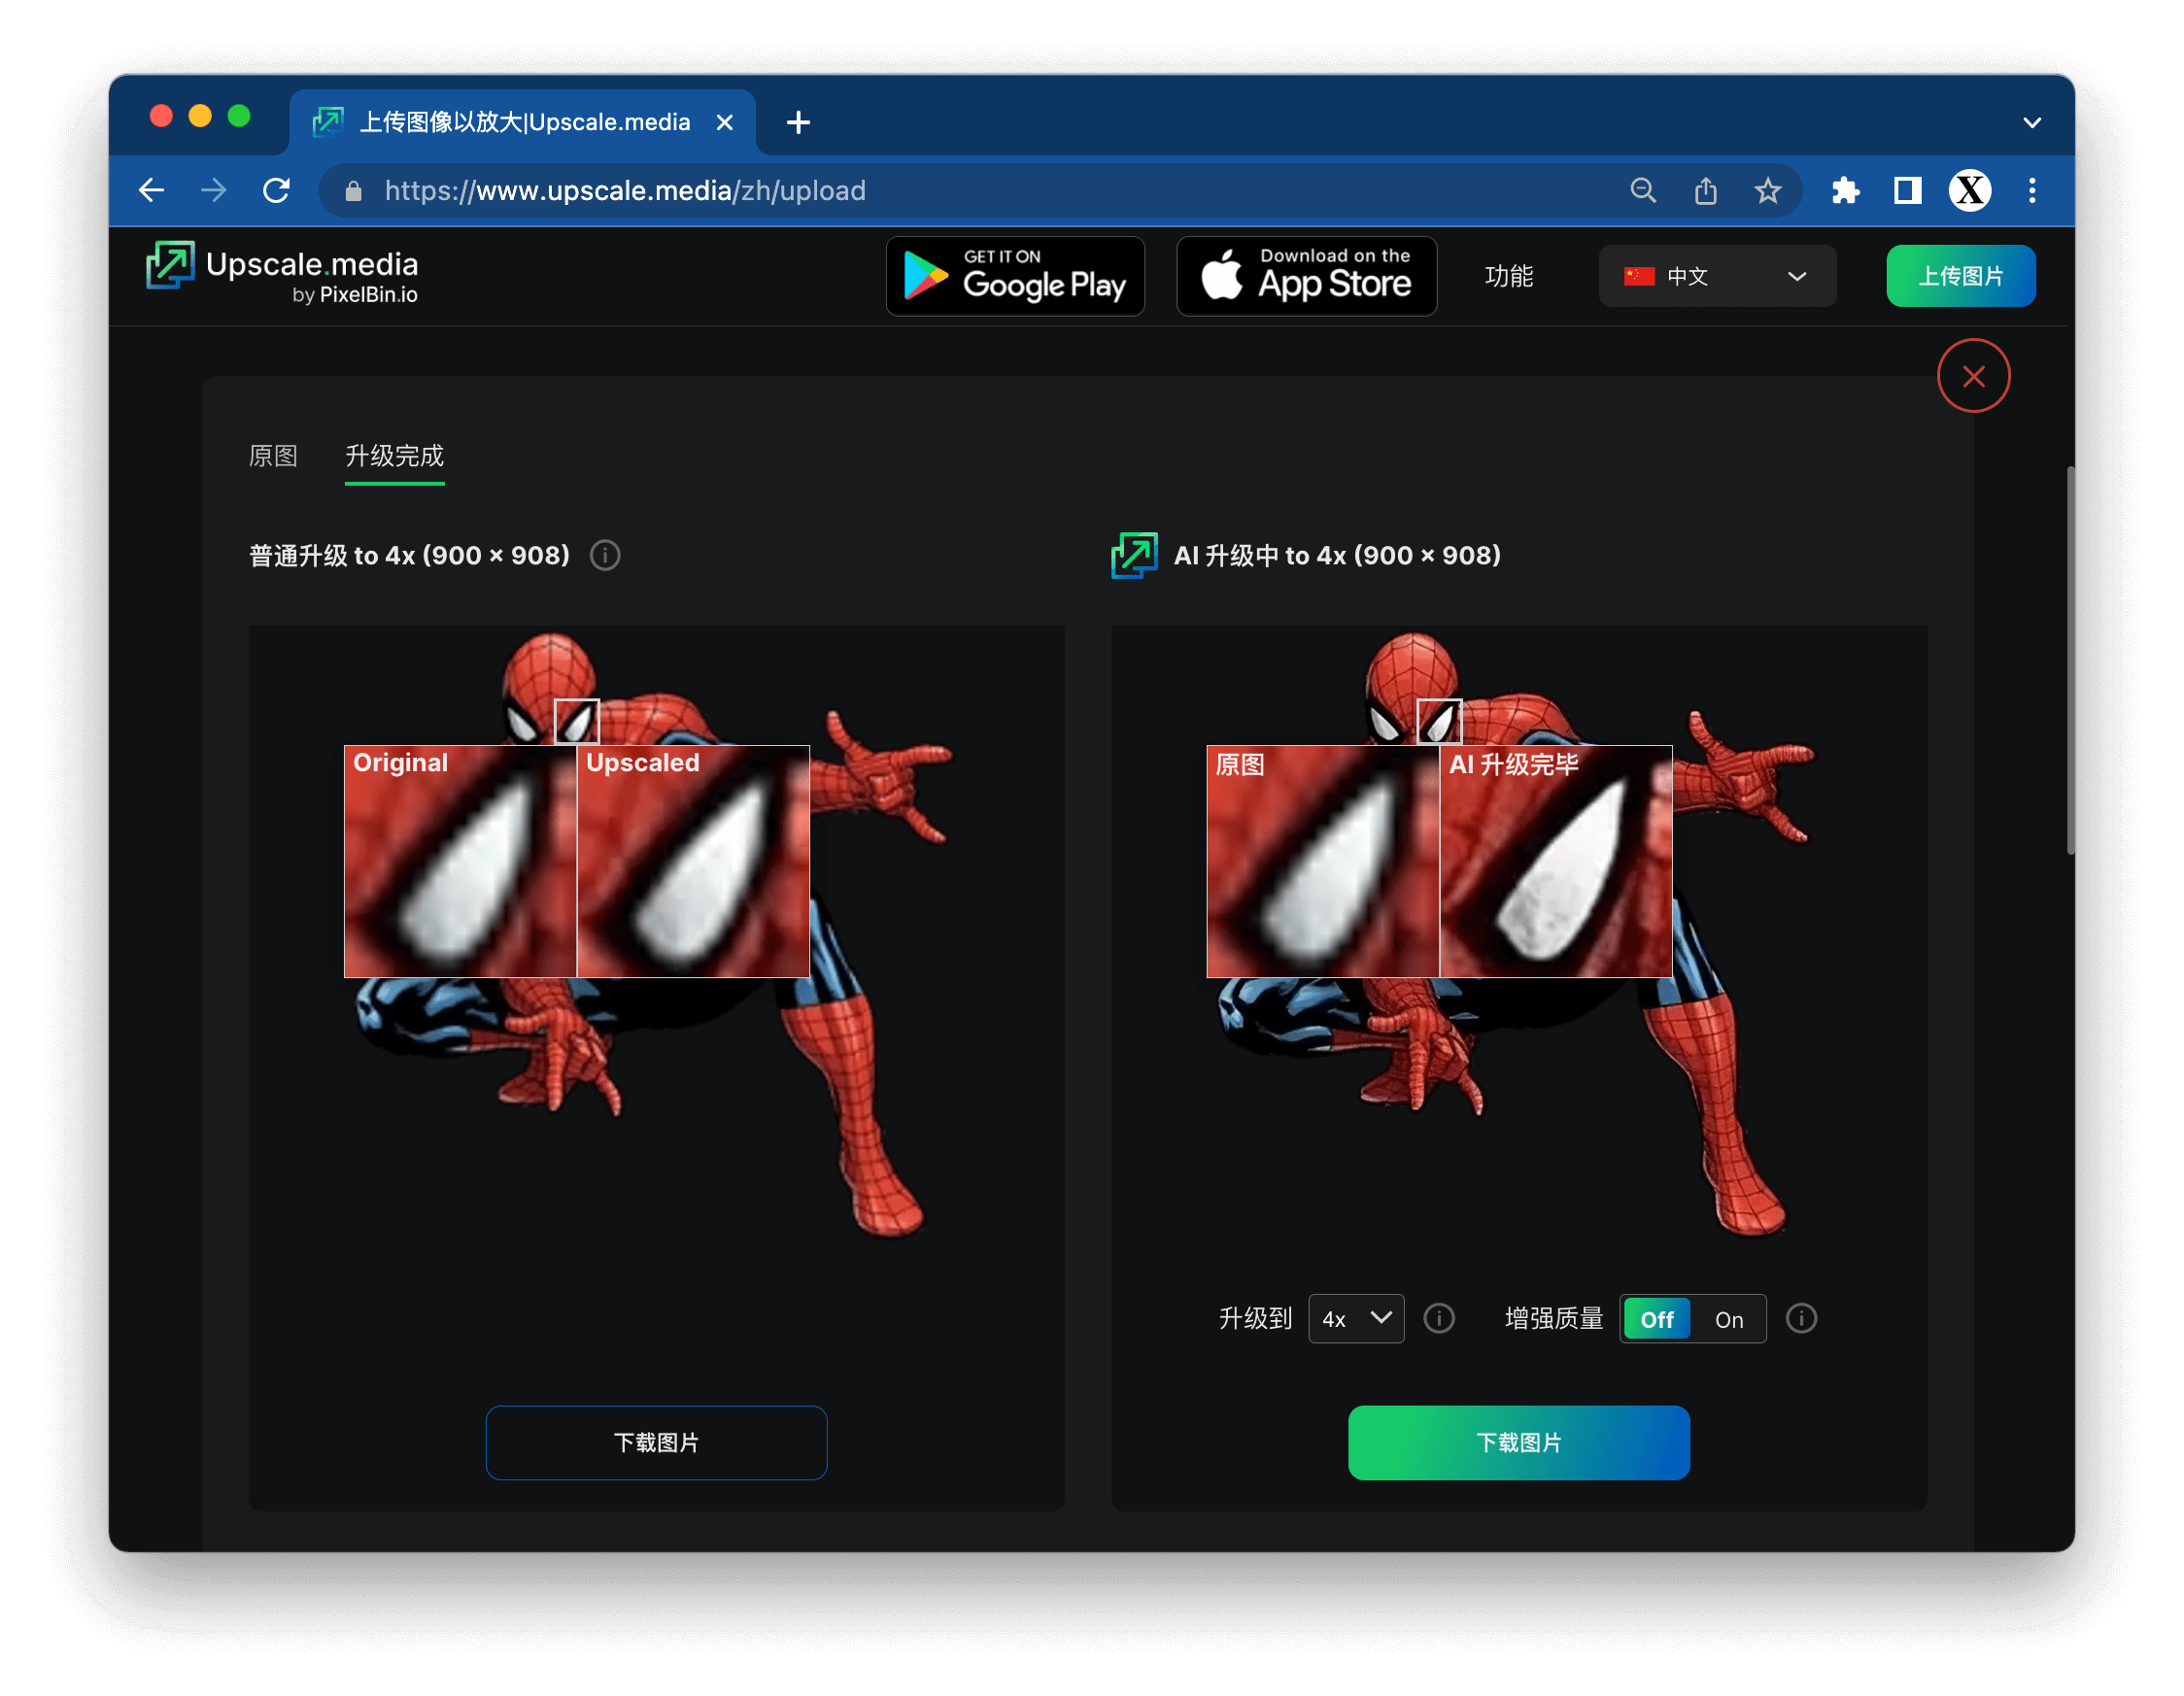 上传图像以放大|Upscale.media
https://www.upscale.media/zh/upload
X
Upscale.media
by PixelBin.io
GET IT ON
Google Play
Download on the
App Store
功能
中文
上传图片
原图
升级完成
普通升级 to 4x (900 × 908)
AI 升级中 to 4x (900 × 908)
Original
Upscaled
原图
AI 升级完毕
升级到
4x
增强质量
Off
On
下载图片
下载图片